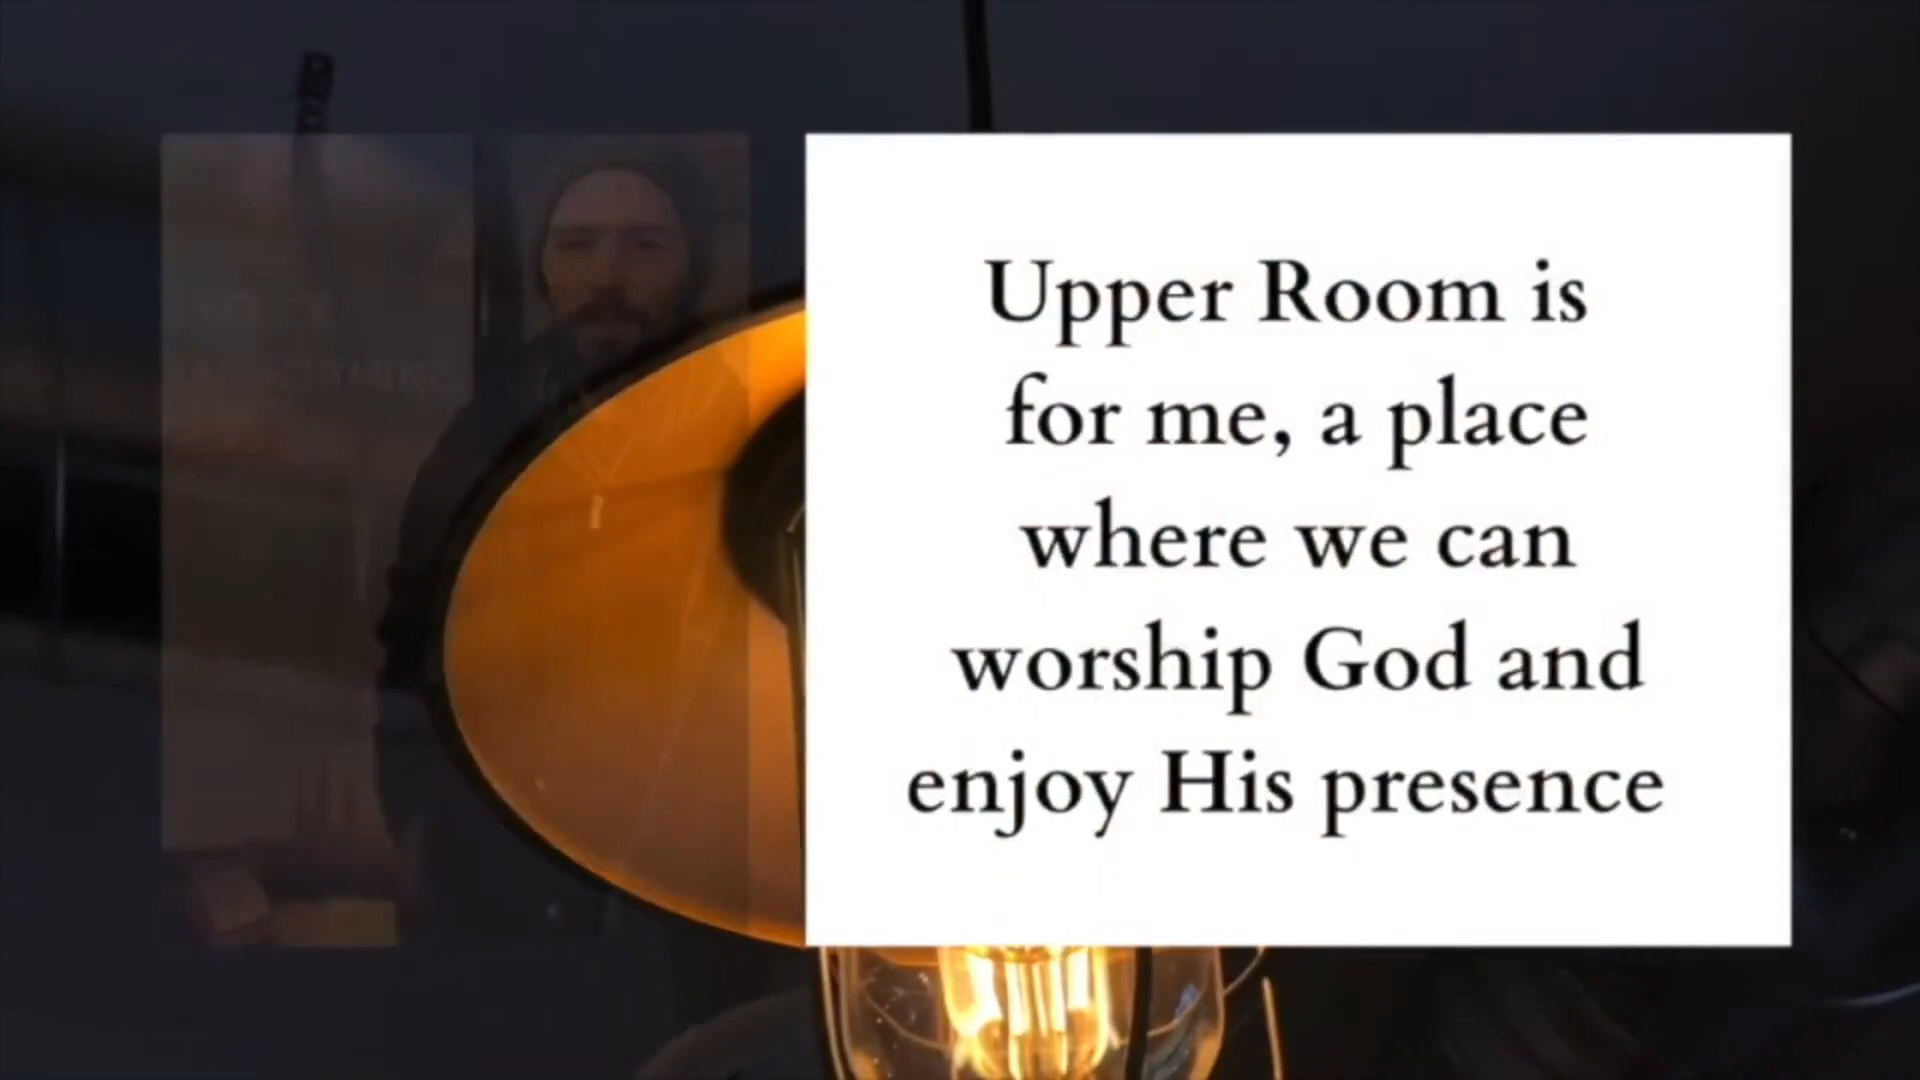 Upper Room is
for me, a place
where we can
worship God and
enjoy His presence